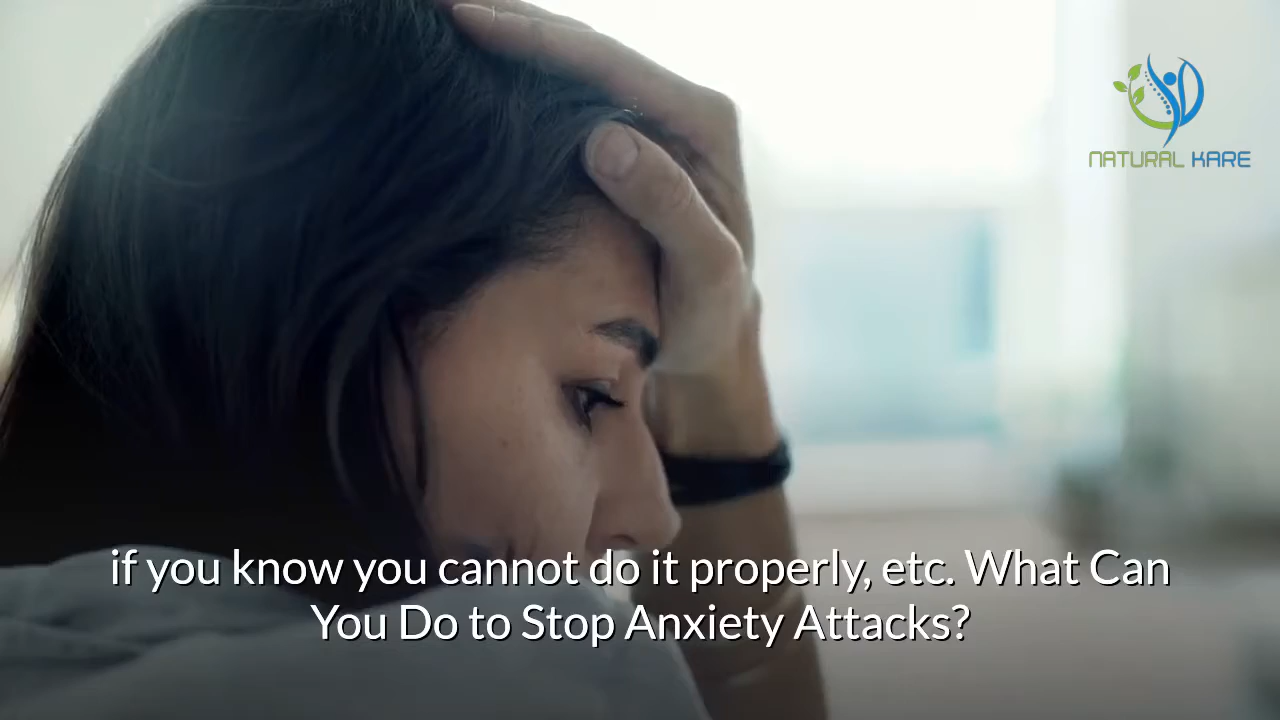 NATURAL KARE
if you know you cannot do it properly, etc. What Can
You Do to Stop Anxiety Attacks?